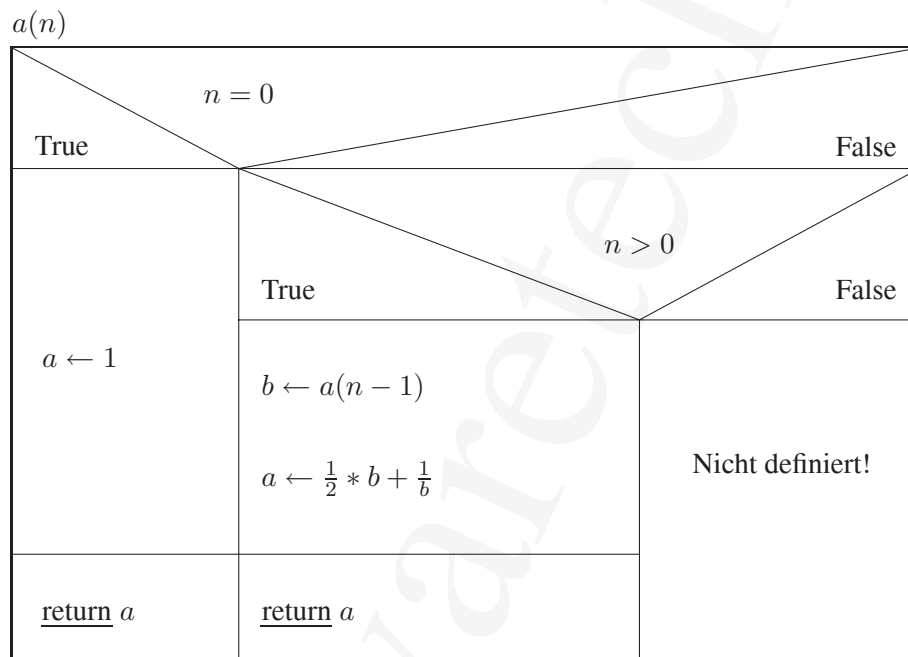 a(n)
n = 0
True False
n > 0
True False
a ← 1
b ← a(n − 1)
a ← 1/2 * b + 1/b
Nicht definiert!
return a return a